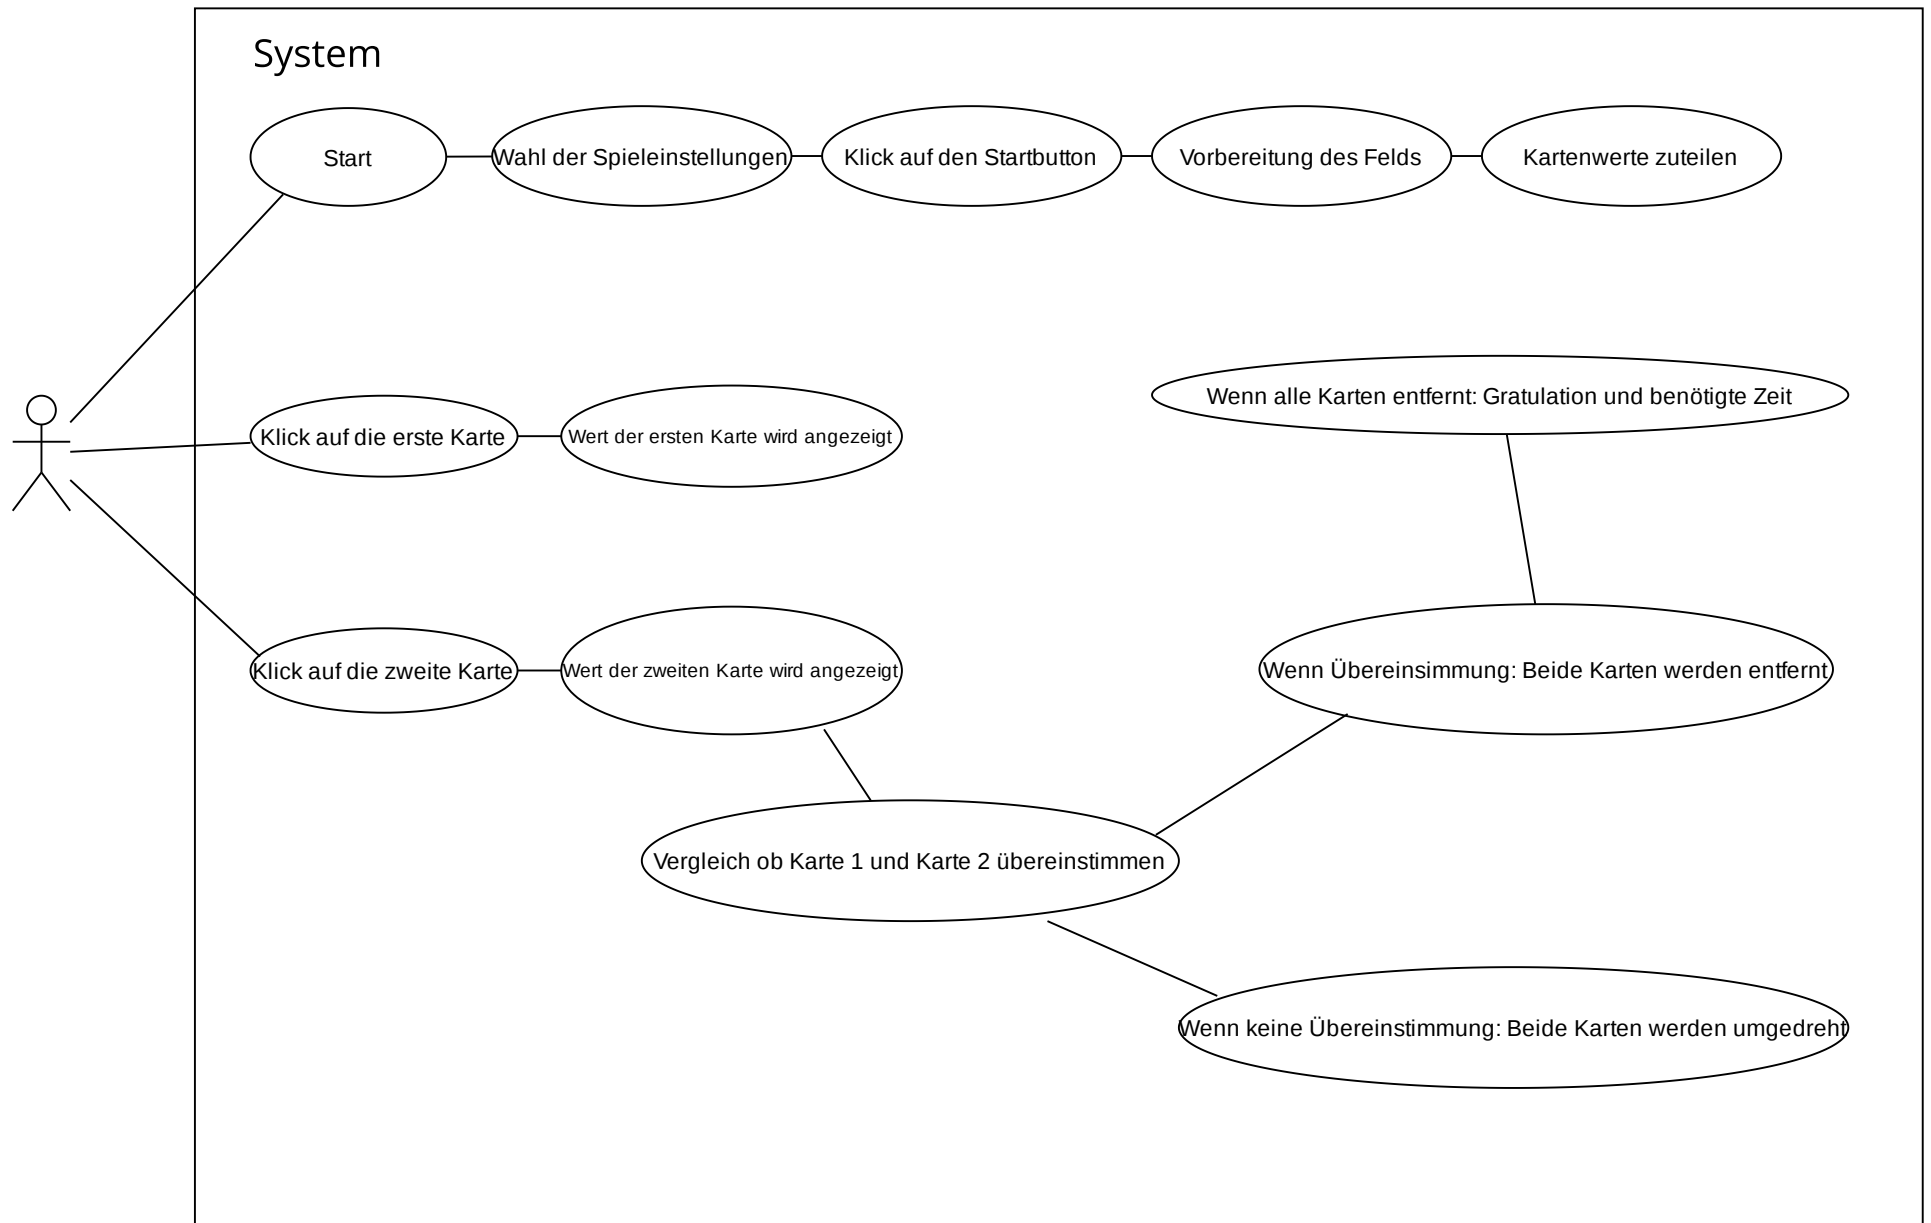 System
Start
Wahl der Spieleinstellungen
Klick auf den Startbutton
Vorbereitung des Felds
Kartenwerte zuteilen
Wenn alle Karten entfernt: Gratulation und benötigte Zeit
Klick auf die erste Karte
Wert der ersten Karte wird angezeigt
Klick auf die zweite Karte
Wert der zweiten Karte wird angezeigt
Wenn Übereinsimmung: Beide Karten werden entfernt
Vergleich ob Karte 1 und Karte 2 übereinstimmen
Wenn keine Übereinstimmung: Beide Karten werden umgedreht